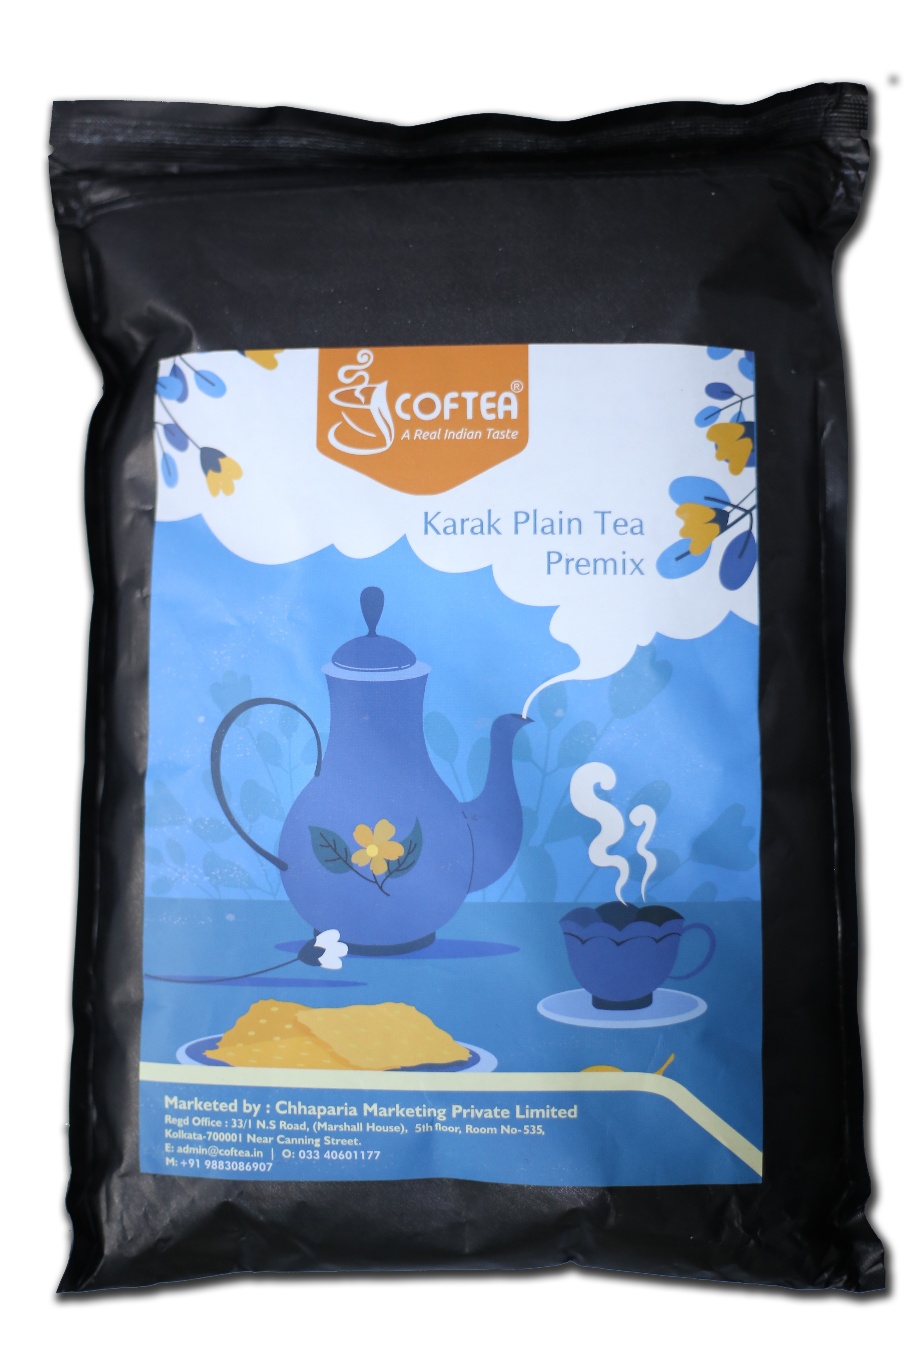 COFTEA®
A Real Indian Taste
Karak Plain Tea
Premix
Marketed by : Chhaparia Marketing Private Limited
Regd Office : 33/1 N.S Road, (Marshall House), 5th floor, Room No-535,
Kolkata-700001 Near Canning Street.
E: admin@coftea.in | O: 033 40601177
M: +91 9883086907